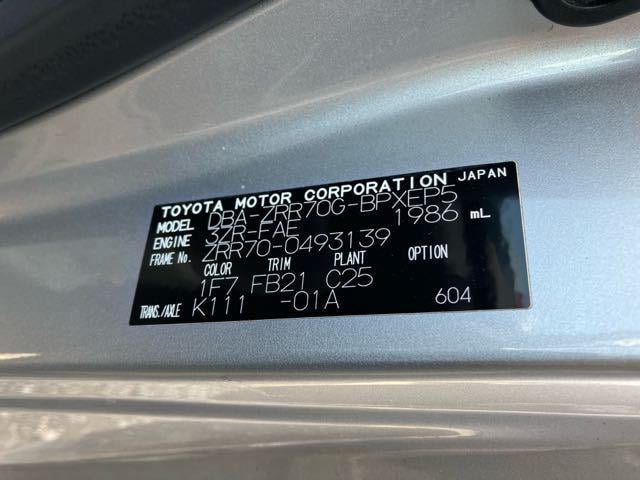 TOYOTA MOTOR CORPORATION JAPAN
MODEL DBA-ZRR70G-BPXEP5
ENGINE 3ZR-FAE 1986 mL
FRAME No. ZRR70-0493139
COLOR TRIM PLANT OPTION
1F7 FB21 C25
TRANS./AXLE K111 -01A 604